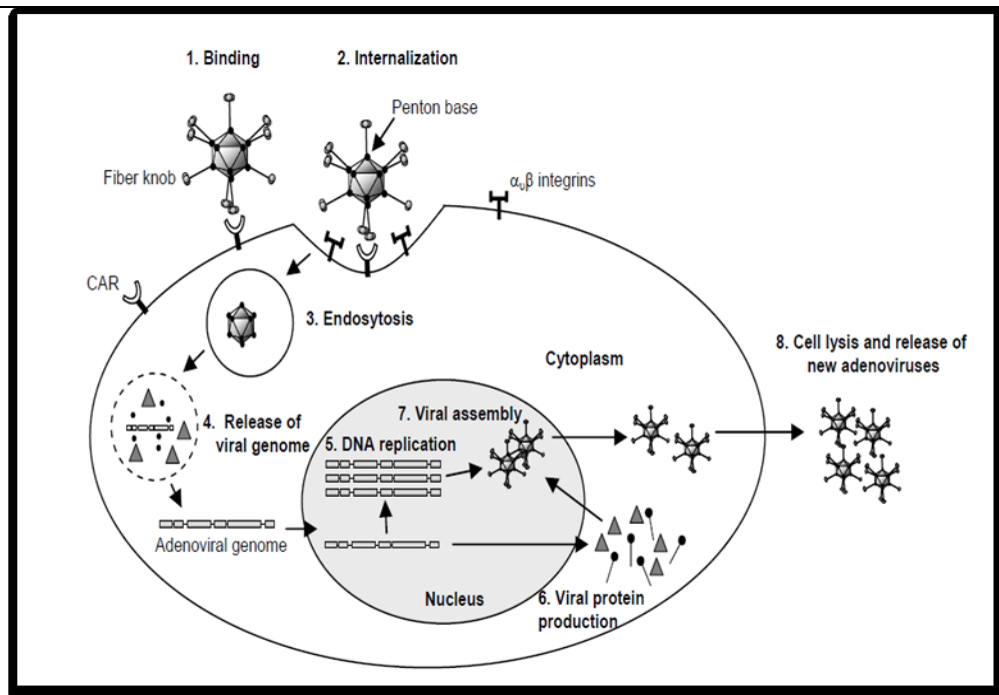 1. Binding
2. Internalization
Penton base
Fiber knob
αᵥβ integrins
CAR
3. Endosytosis
Cytoplasm
8. Cell lysis and release of
new adenoviruses
4. Release of
viral genome
7. Viral assembly
5. DNA replication
Adenoviral genome
Nucleus
6. Viral protein
production